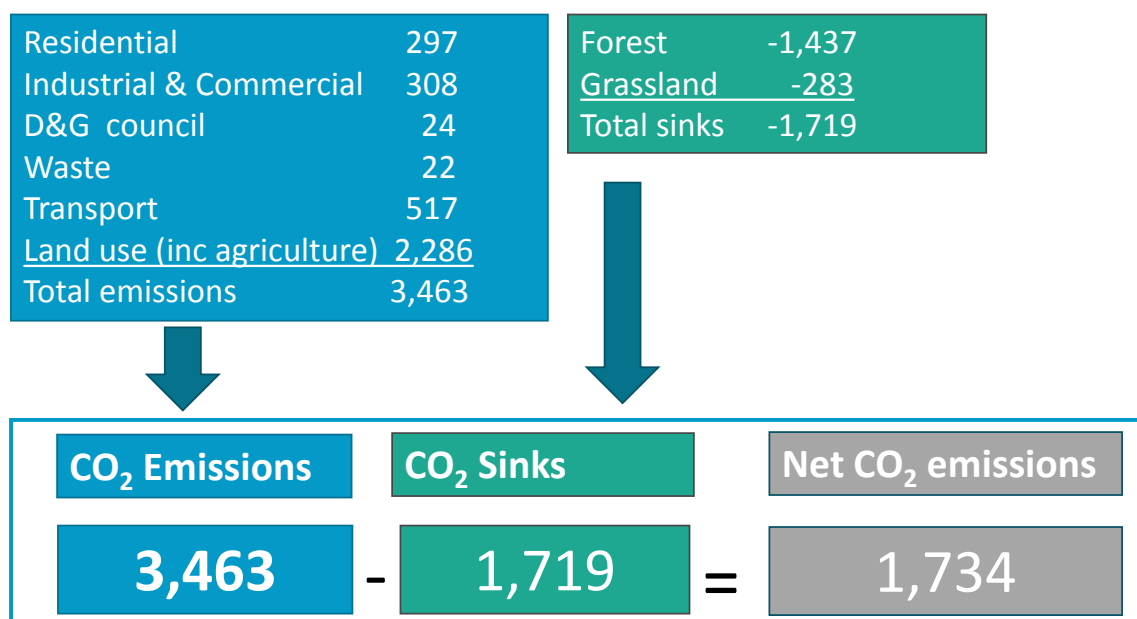 Residential 297
Industrial & Commercial 308
D&G council 24
Waste 22
Transport 517
Land use (inc agriculture) 2,286
Total emissions 3,463
Forest -1,437
Grassland -283
Total sinks -1,719
CO₂ Emissions
CO₂ Sinks
Net CO₂ emissions
3,463 - 1,719 = 1,734